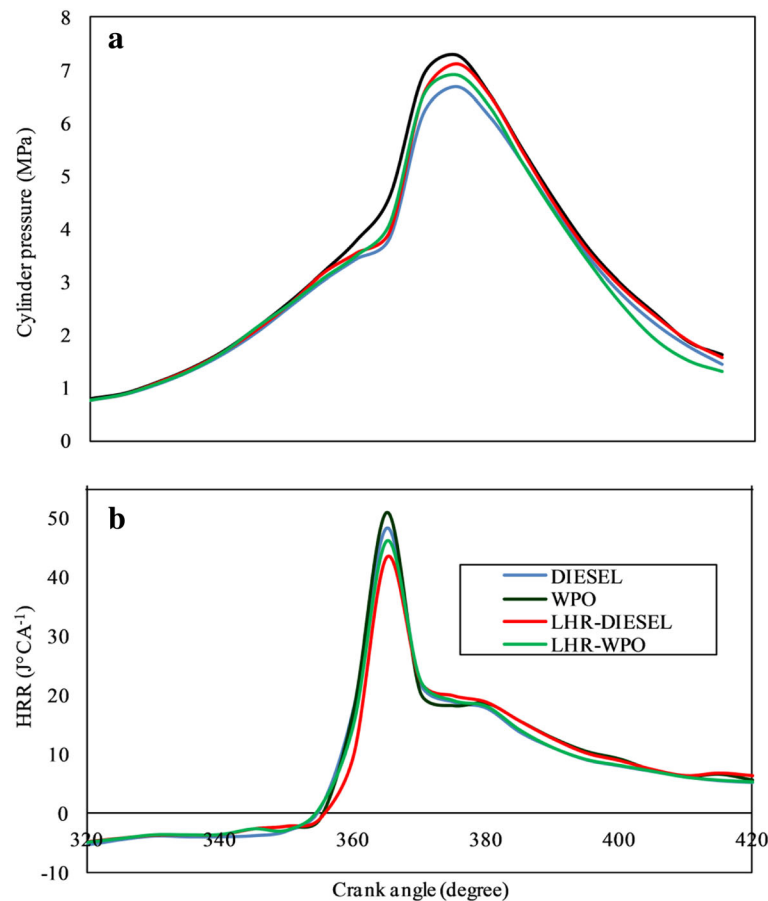 a
8
7
6
5
4
3
2
1
0
Cylinder pressure (MPa)
b
50
40
30
20
10
0
-10
HRR (J°CA⁻¹)
DIESEL
WPO
LHR-DIESEL
LHR-WPO
320 340 360 380 400 420
Crank angle (degree)